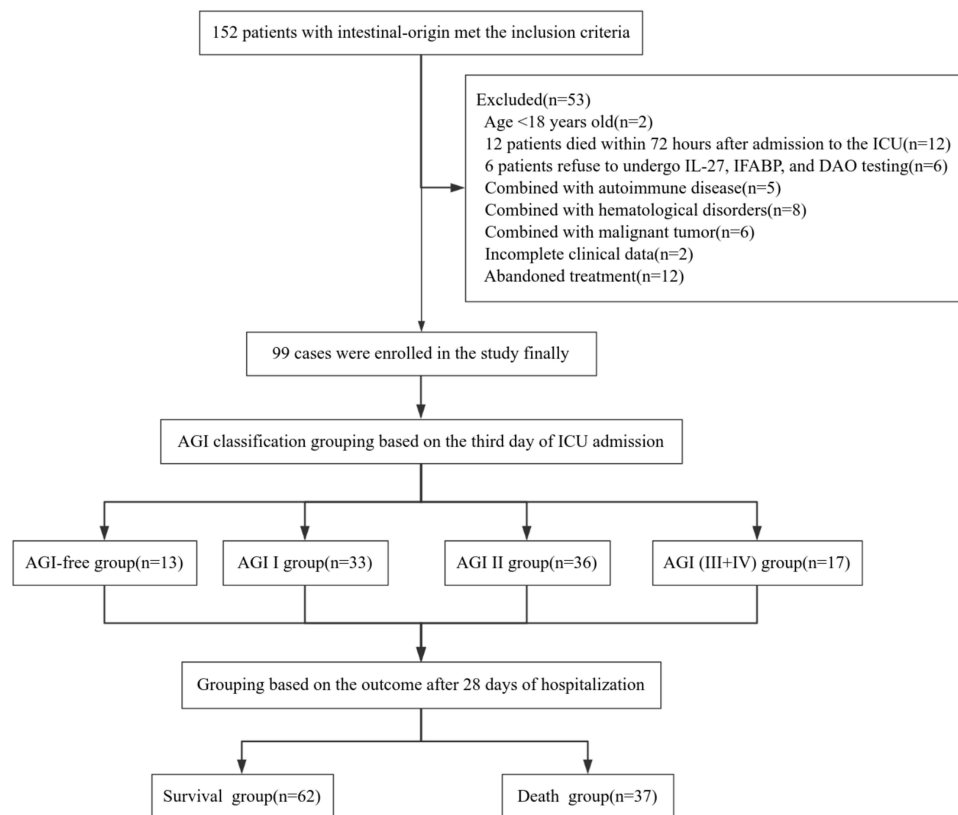 152 patients with intestinal-origin met the inclusion criteria
Excluded(n=53)
Age <18 years old(n=2)
12 patients died within 72 hours after admission to the ICU(n=12)
6 patients refuse to undergo IL-27, IFABP, and DAO testing(n=6)
Combined with autoimmune disease(n=5)
Combined with hematological disorders(n=8)
Combined with malignant tumor(n=6)
Incomplete clinical data(n=2)
Abandoned treatment(n=12)
99 cases were enrolled in the study finally
AGI classification grouping based on the third day of ICU admission
AGI-free group(n=13)
AGI I group(n=33)
AGI II group(n=36)
AGI (III+IV) group(n=17)
Grouping based on the outcome after 28 days of hospitalization
Survival group(n=62)
Death group(n=37)